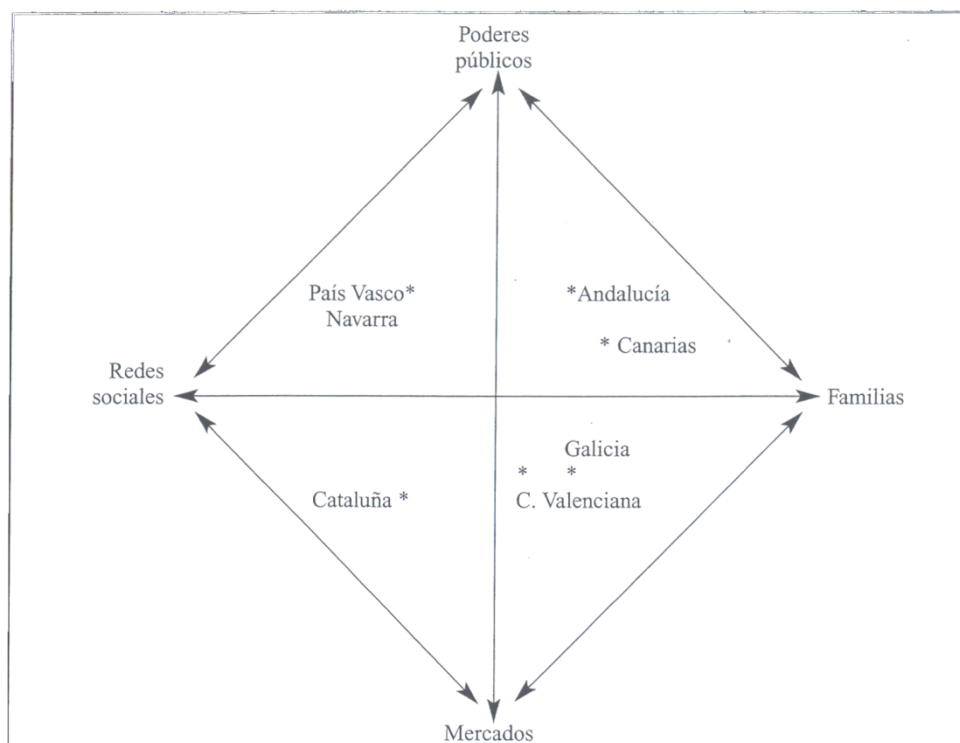 Poderes
públicos
País Vasco*
Navarra
*Andalucía
* Canarias
Redes
sociales
Familias
Galicia
* *
Cataluña *
C. Valenciana
Mercados